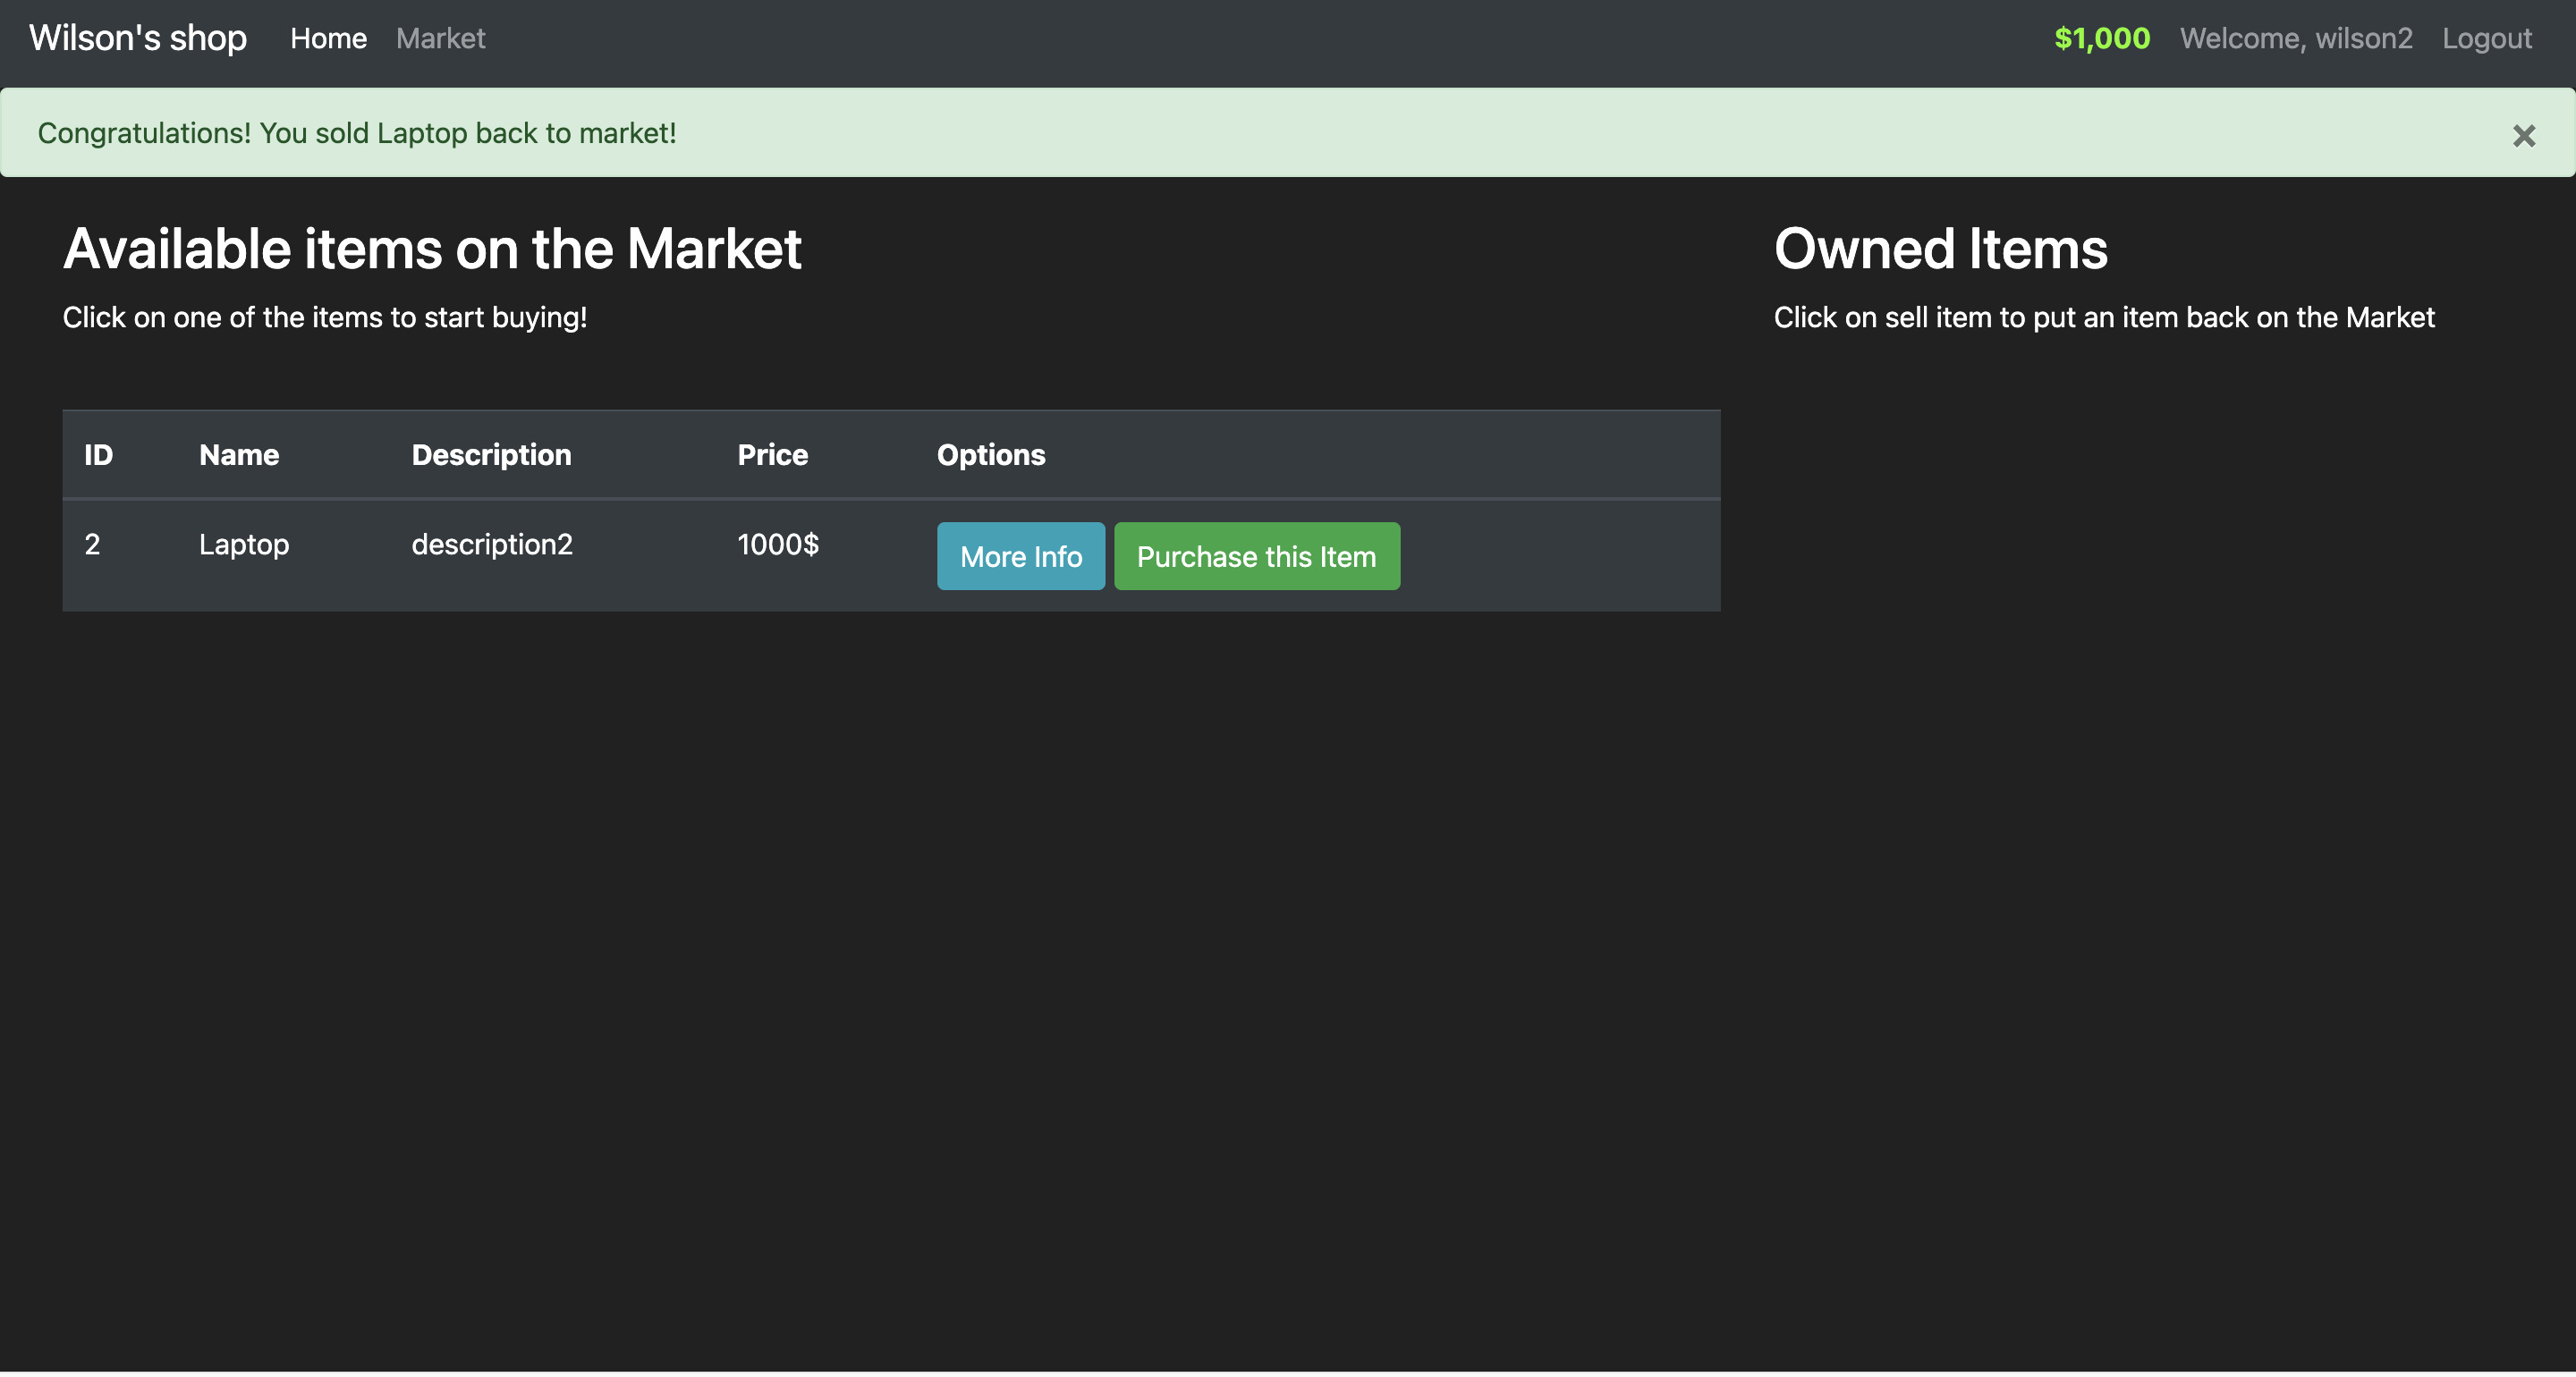 Wilson's shop Home Market $1,000 Welcome, wilson2 Logout
Congratulations! You sold Laptop back to market! ×
Available items on the Market
Click on one of the items to start buying!
Owned Items
Click on sell item to put an item back on the Market
ID Name Description Price Options
2 Laptop description2 1000$ More Info Purchase this Item